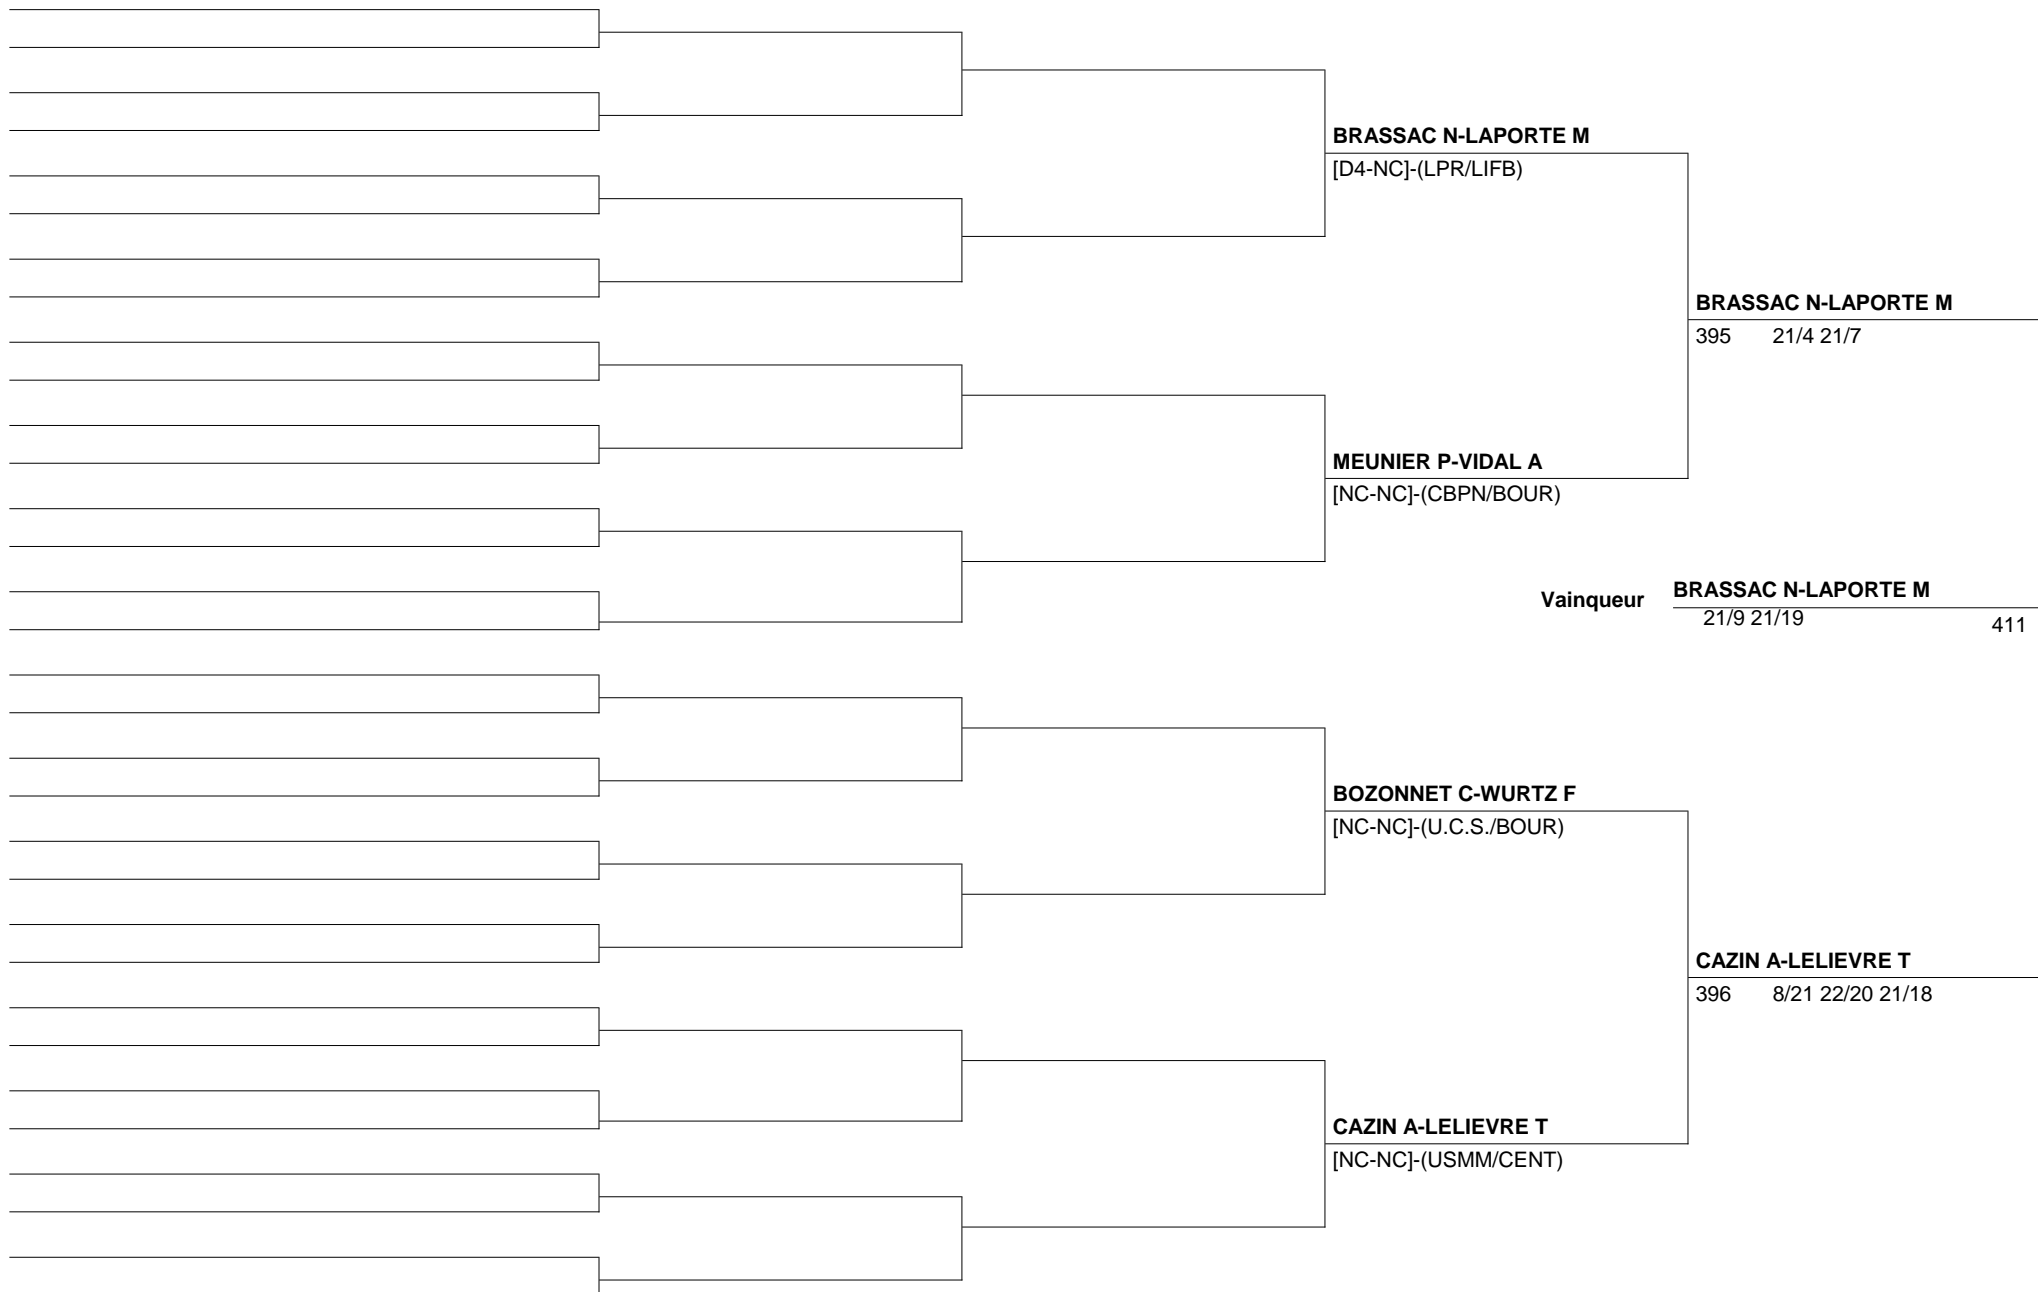 BRASSAC N-LAPORTE M
[D4-NC]-(LPR/LIFB)
BRASSAC N-LAPORTE M
395 21/4 21/7
MEUNIER P-VIDAL A
[NC-NC]-(CBPN/BOUR)
Vainqueur BRASSAC N-LAPORTE M
21/9 21/19 411
BOZONNET C-WURTZ F
[NC-NC]-(U.C.S./BOUR)
CAZIN A-LELIEVRE T
396 8/21 22/20 21/18
CAZIN A-LELIEVRE T
[NC-NC]-(USMM/CENT)